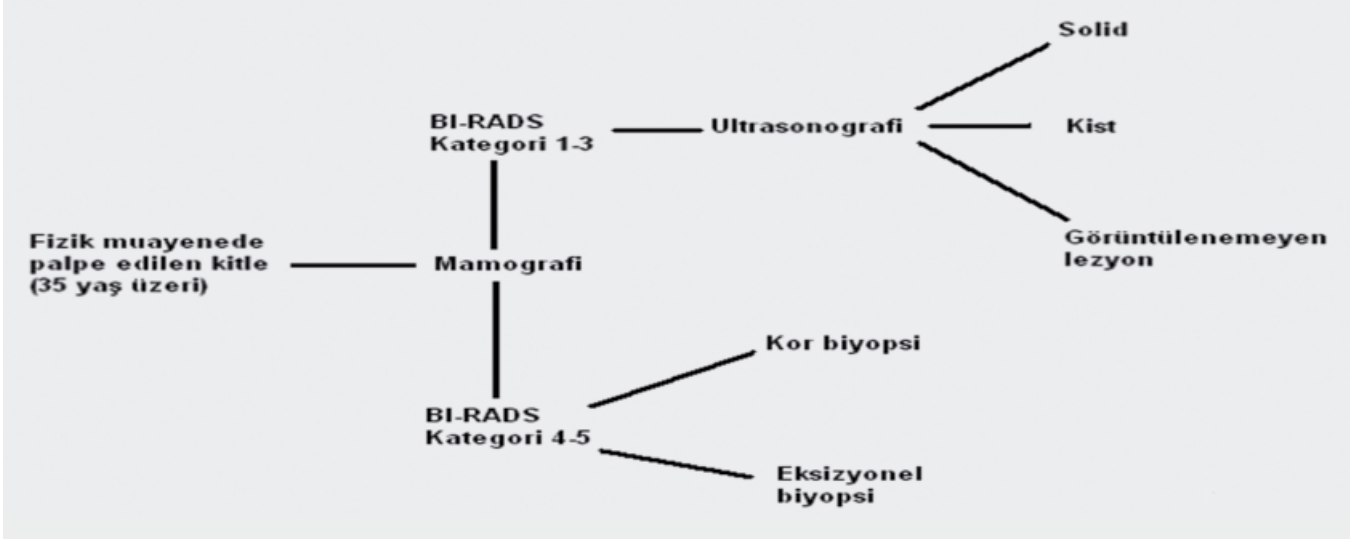 Solid
BI-RADS
Kategori 1-3
Ultrasonografi
Kist
Fizik muayenede
palpe edilen kitle
(35 yaş üzeri)
Mamografi
Görüntülenemeyen
lezyon
Kor biyopsi
BI-RADS
Kategori 4-5
Eksizyonel
biyopsi